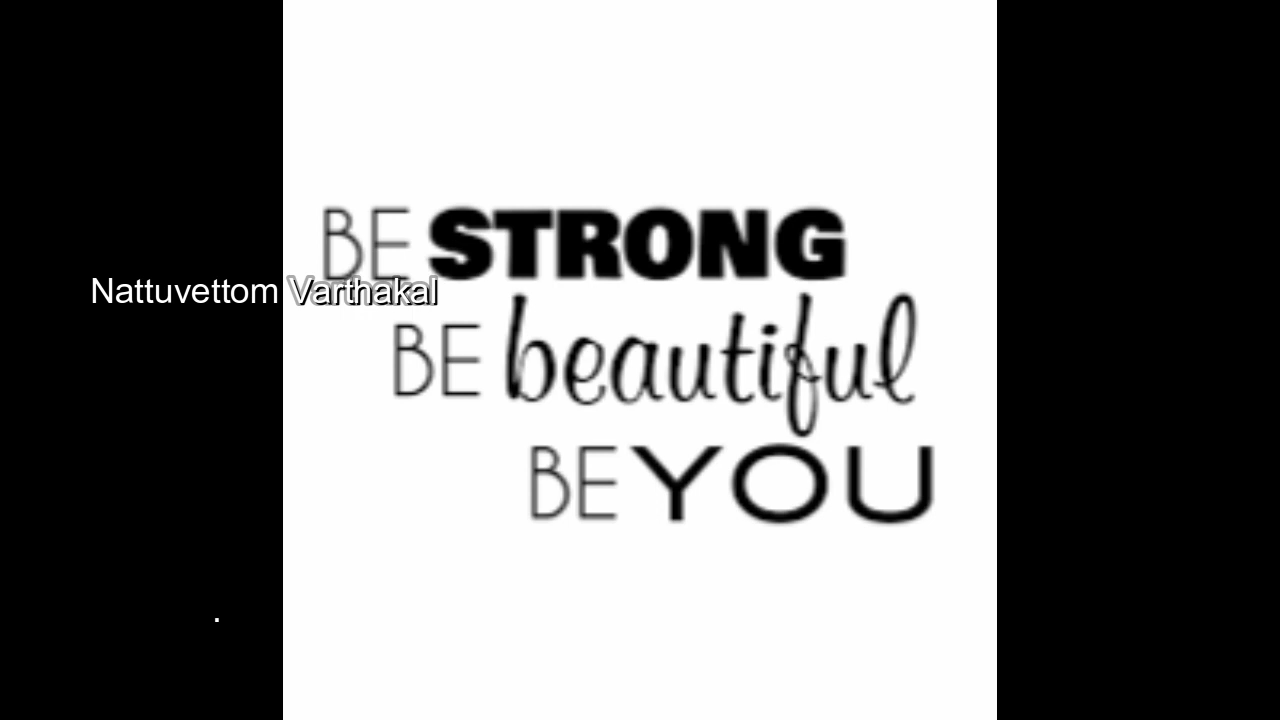 BE STRONG
Nattuvettom Varthakal
BE beautiful
BE YOU
.